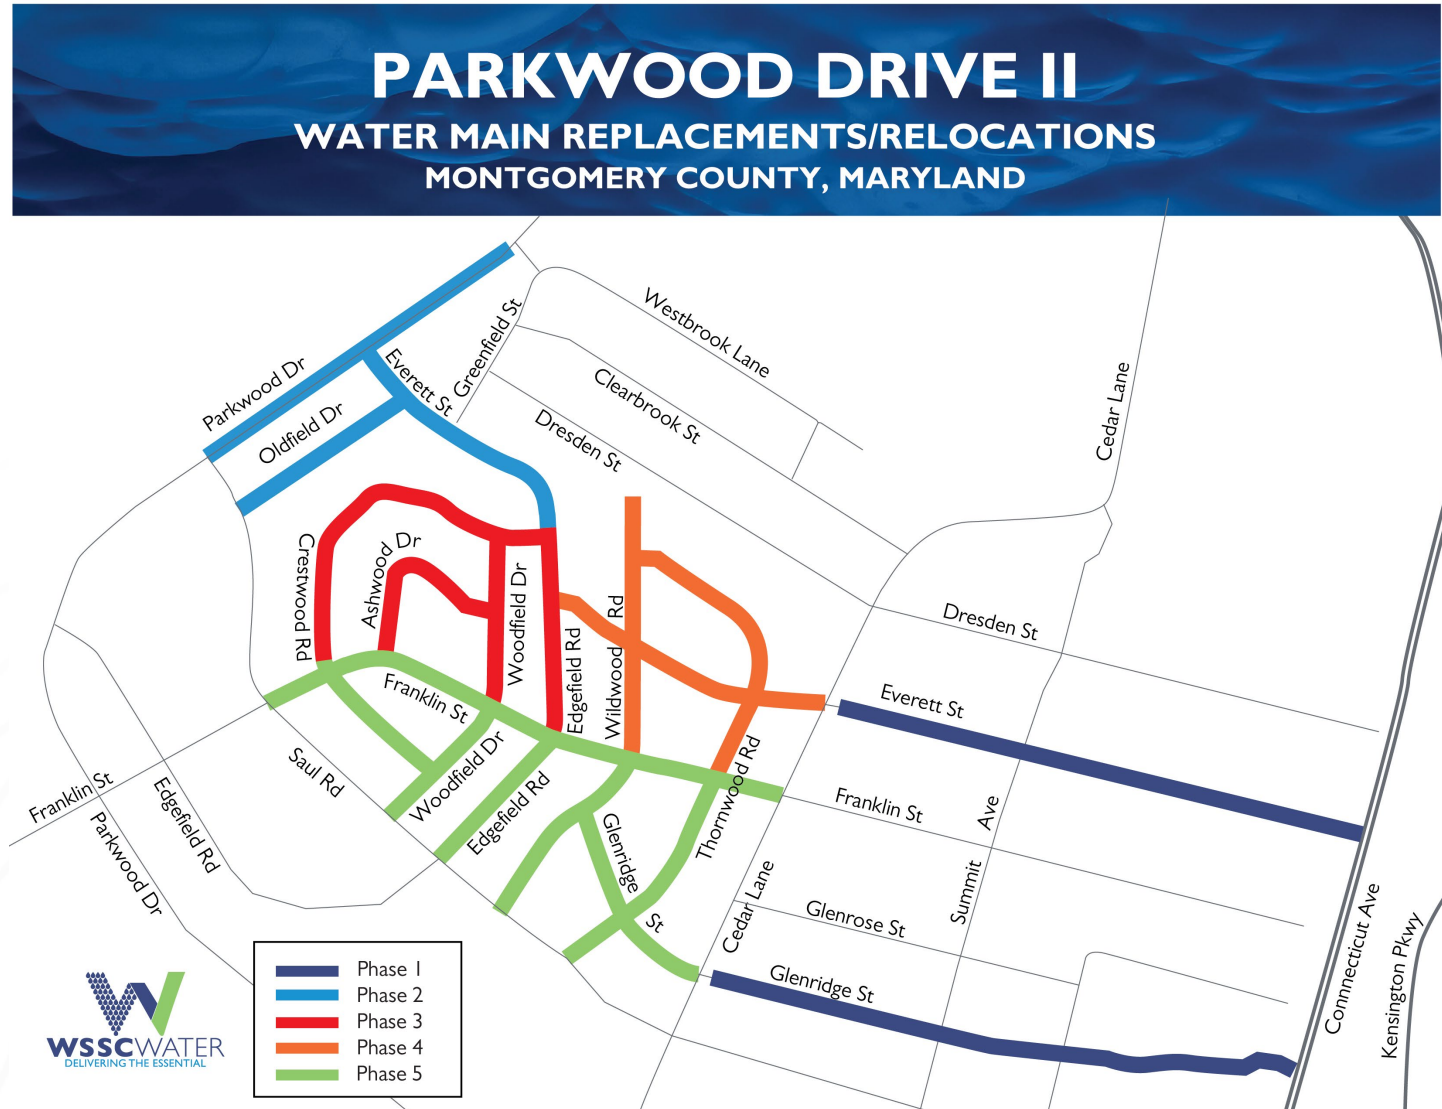 PARKWOOD DRIVE II
WATER MAIN REPLACEMENTS/RELOCATIONS
MONTGOMERY COUNTY, MARYLAND
Westbrook Lane
Greenfield St
Parkwood Dr
Everett St
Clearbrook St
Cedar Lane
Oldfield Dr
Dresden St
Crestwood Rd
Ashwood Dr
Woodfield Dr
Edgefield Rd
Wildwood Rd
Dresden St
Franklin St
Everett St
Saul Rd
Woodfield Dr
Edgefield Rd
Thornwood Rd
Franklin St
Summit Ave
Franklin St
Edgefield Rd
Parkwood Dr
Glenridge St
Cedar Lane
Glenrose St
Glenridge St
Connnecticut Ave
Kensington Pkwy
WSSCWATER
DELIVERING THE ESSENTIAL
Phase 1
Phase 2
Phase 3
Phase 4
Phase 5